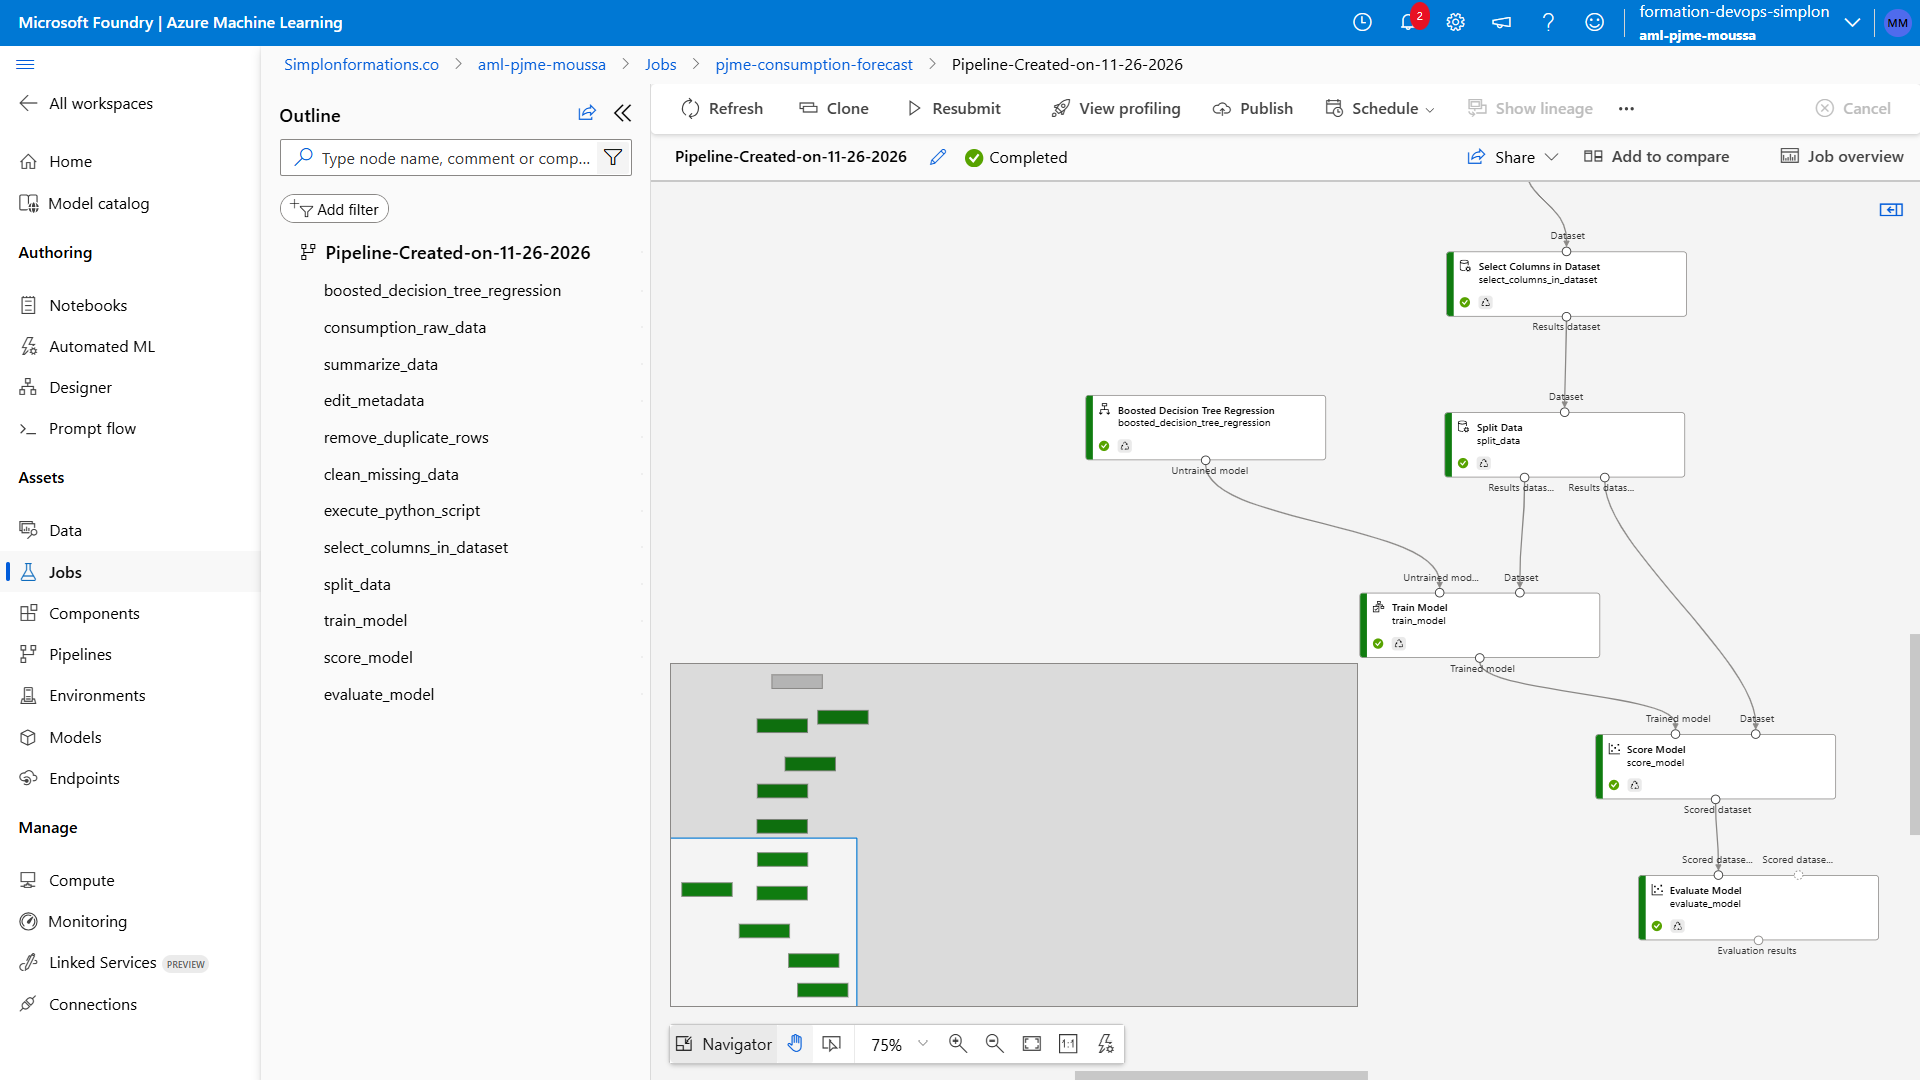 Microsoft Foundry | Azure Machine Learning
2
formation-devops-simplon
aml-pjme-moussa
MM
All workspaces
Home
Model catalog
Authoring
Notebooks
Automated ML
Designer
Prompt flow
Assets
Data
Jobs
Components
Pipelines
Environments
Models
Endpoints
Manage
Compute
Monitoring
Linked Services PREVIEW
Connections
Simplonformations.co
aml-pjme-moussa
Jobs
pjme-consumption-forecast
Pipeline-Created-on-11-26-2026
Outline
Type node name, comment or comp...
Add filter
Pipeline-Created-on-11-26-2026
boosted_decision_tree_regression
consumption_raw_data
summarize_data
edit_metadata
remove_duplicate_rows
clean_missing_data
execute_python_script
select_columns_in_dataset
split_data
train_model
score_model
evaluate_model
Refresh
Clone
Resubmit
View profiling
Publish
Schedule
Show lineage
Cancel
Pipeline-Created-on-11-26-2026
Completed
Share
Add to compare
Job overview
Dataset
Select Columns in Dataset
select_columns_in_dataset
Results dataset
Boosted Decision Tree Regression
boosted_decision_tree_regression
Untrained model
Dataset
Split Data
split_data
Results datas...
Results datas...
Untrained mod...
Dataset
Train Model
train_model
Trained model
Trained model
Dataset
Score Model
score_model
Scored dataset
Scored datase...
Scored datase...
Evaluate Model
evaluate_model
Evaluation results
Navigator
75%
1:1